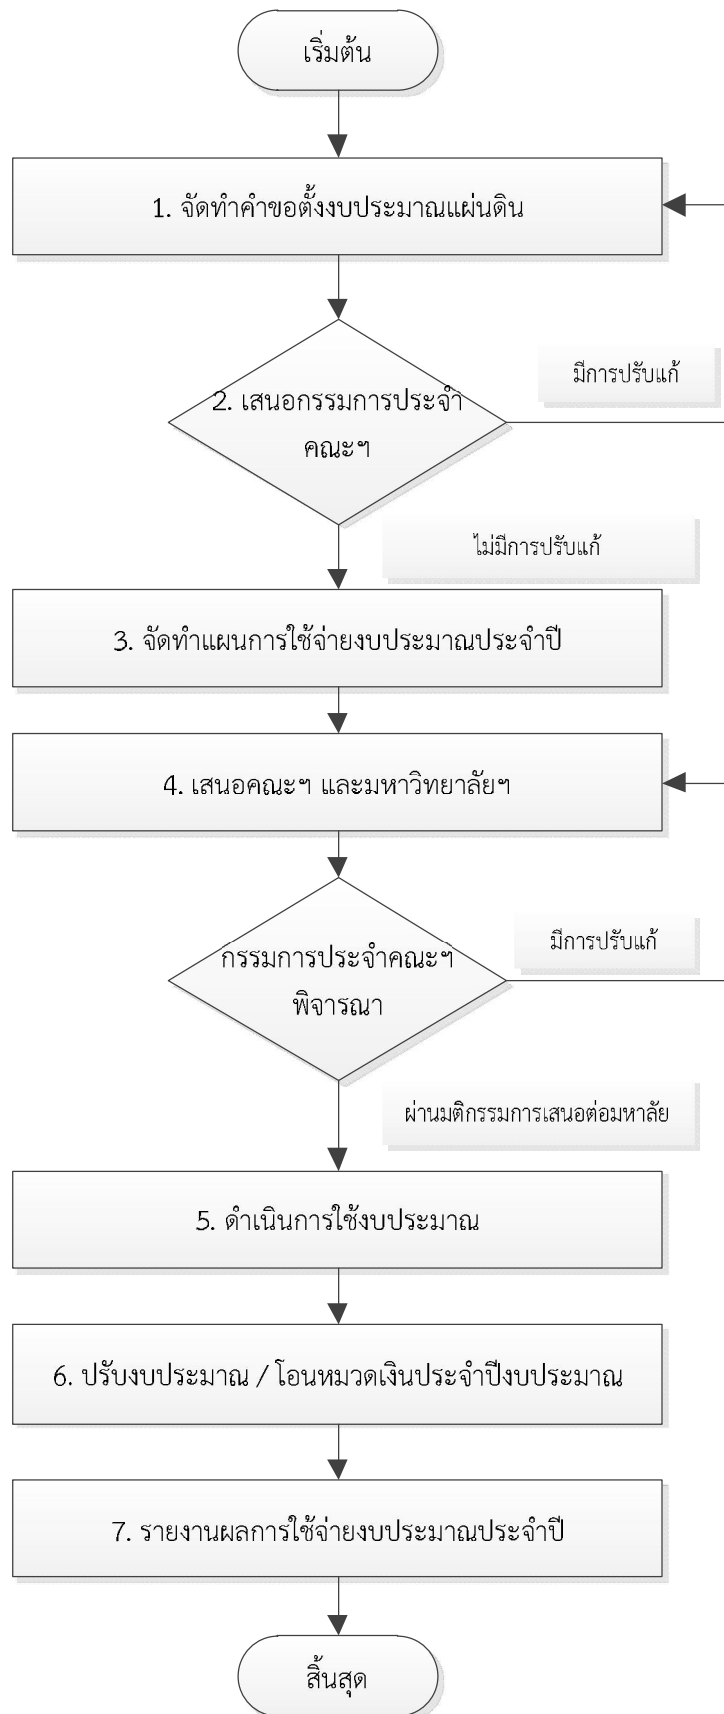 เริ่มต้น
1. จัดทำคำขอตั้งงบประมาณแผ่นดิน
มีการปรับแก้
2. เสนอกรรมการประจำ
คณะฯ
ไม่มีการปรับแก้
3. จัดทำแผนการใช้จ่ายงบประมาณประจำปี
4. เสนอคณะฯ และมหาวิทยาลัยฯ
มีการปรับแก้
กรรมการประจำคณะฯ
พิจารณา
ผ่านมติกรรมการเสนอต่อมหาลัย
5. ดำเนินการใช้งบประมาณ
6. ปรับงบประมาณ / โอนหมวดเงินประจำปีงบประมาณ
7. รายงานผลการใช้จ่ายงบประมาณประจำปี
สิ้นสุด